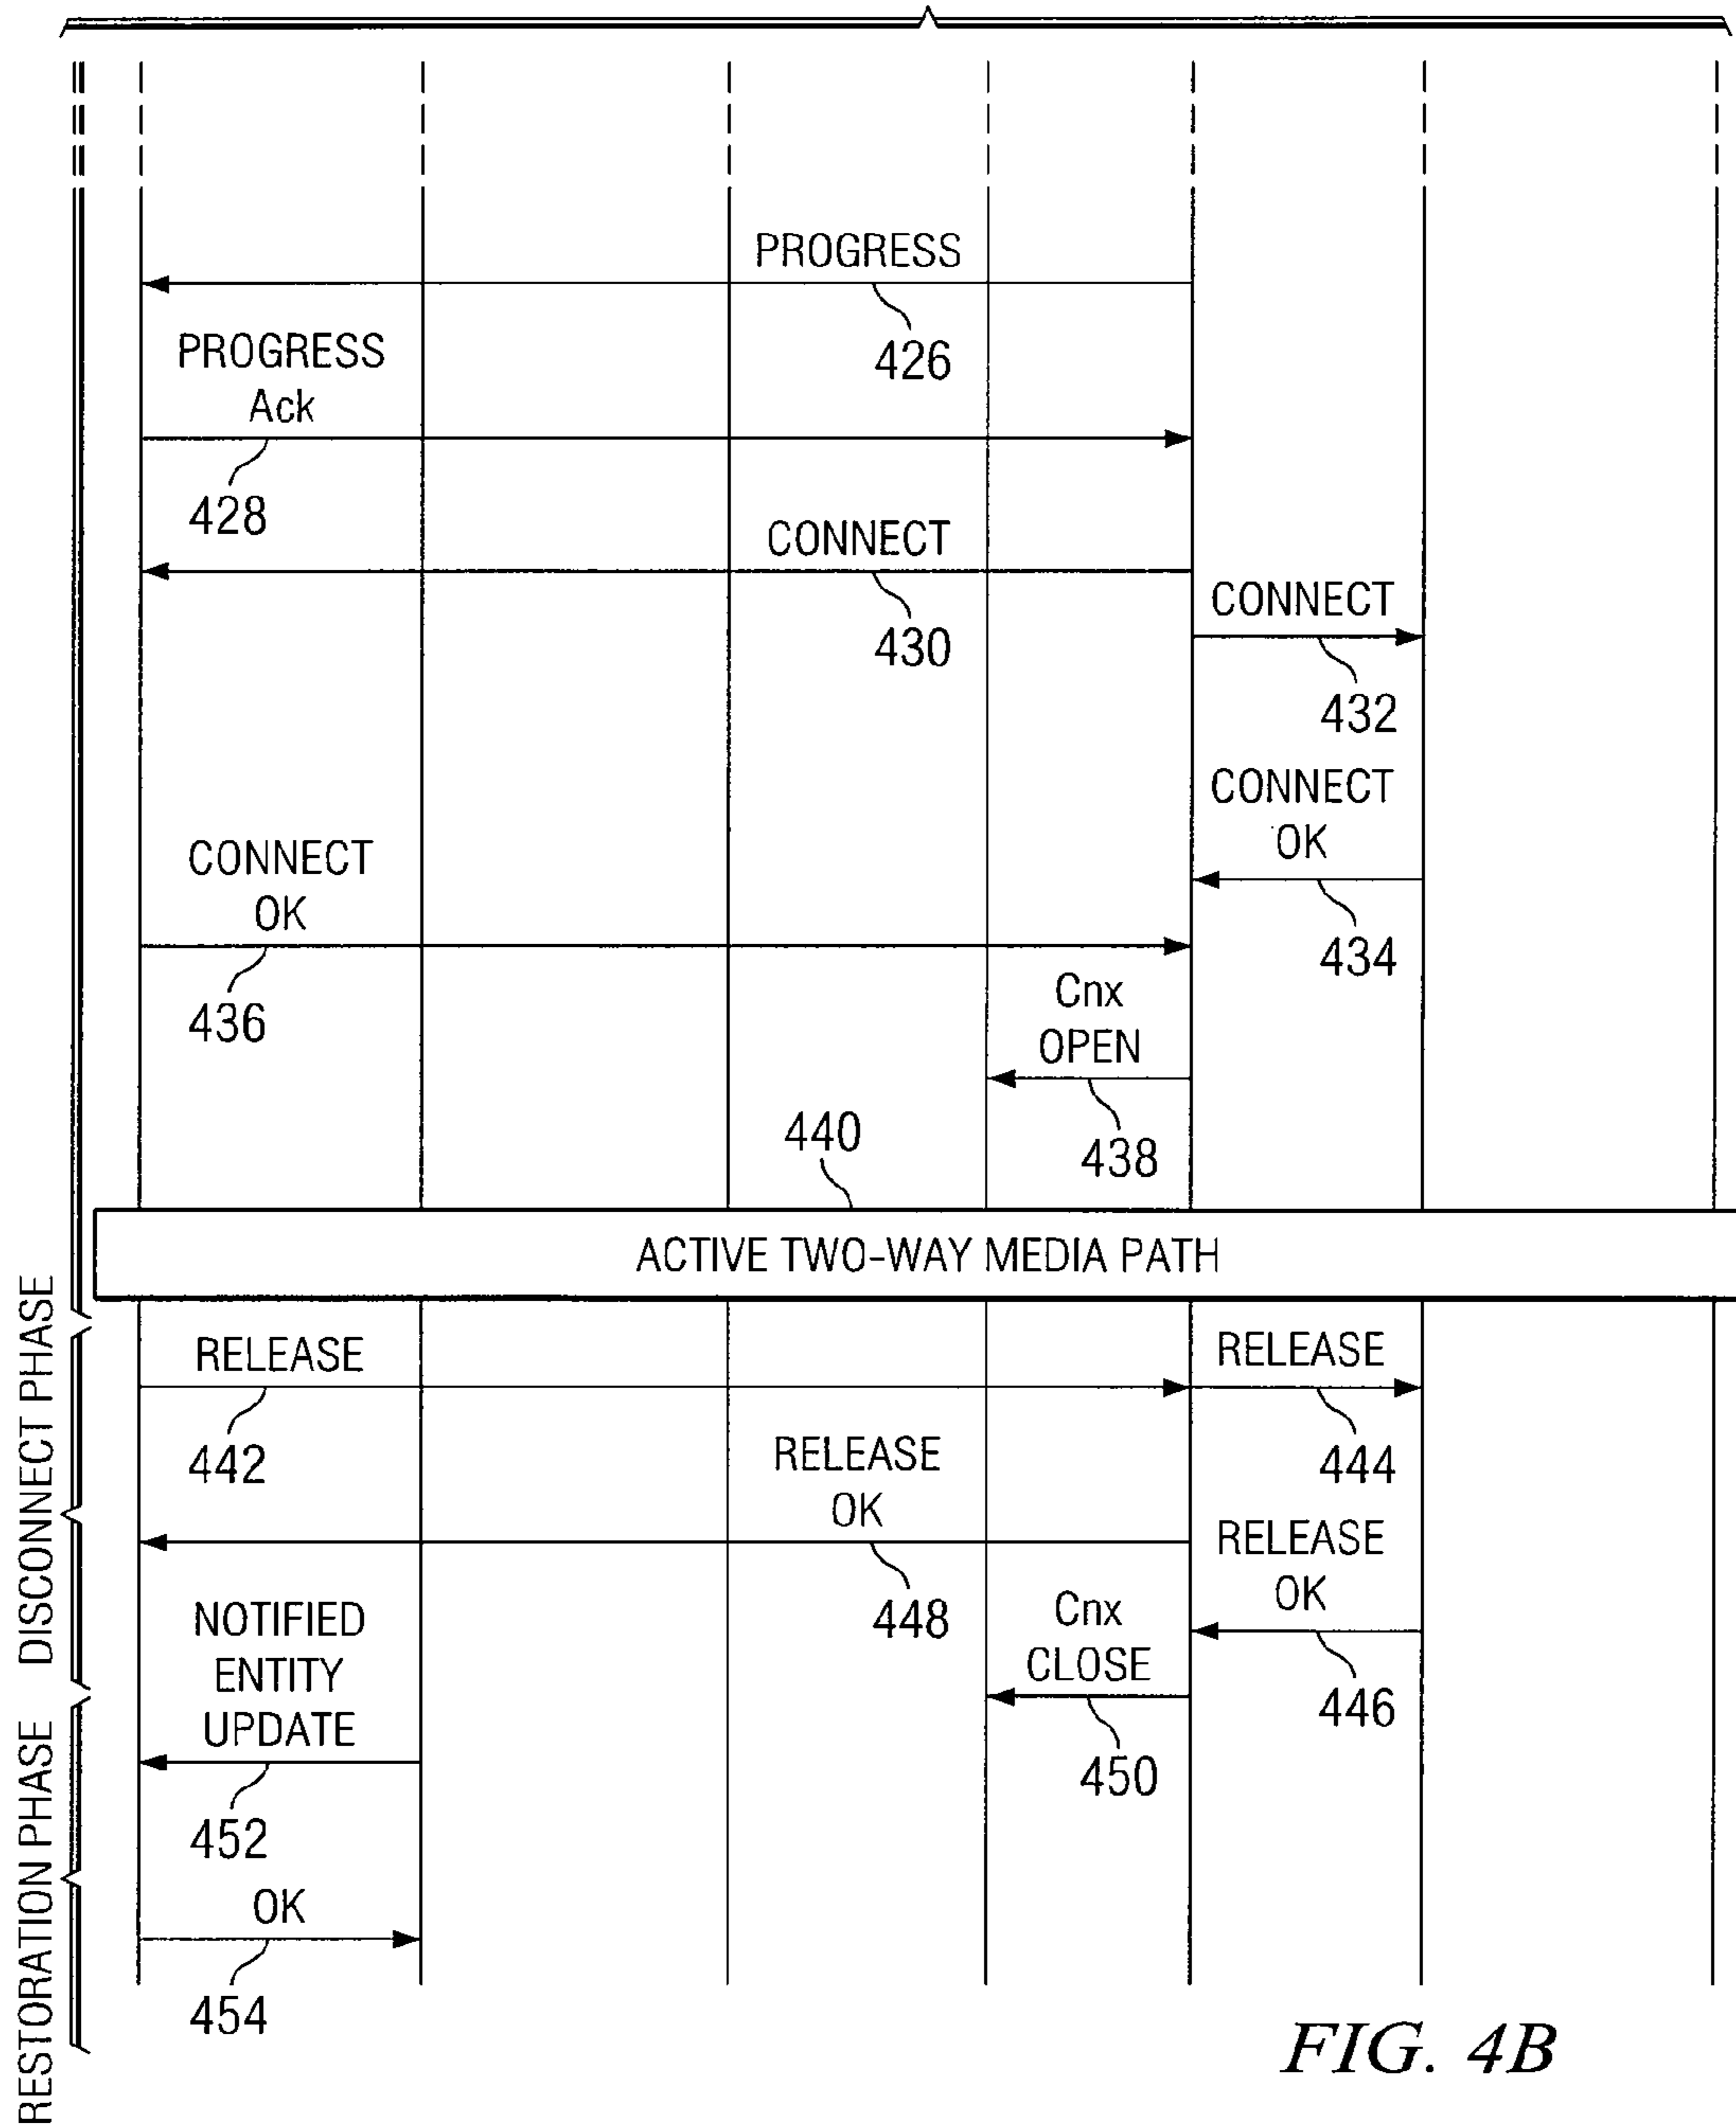 PROGRESS
426
PROGRESS
Ack
428
CONNECT
430
CONNECT
432
CONNECT
OK
434
CONNECT
OK
436
Cnx
OPEN
438
440
ACTIVE TWO-WAY MEDIA PATH
DISCONNECT PHASE
RELEASE
442
RELEASE
444
RELEASE
OK
448
RELEASE
OK
446
Cnx
CLOSE
450
RESTORATION PHASE
NOTIFIED
ENTITY
UPDATE
452
OK
454
FIG. 4B